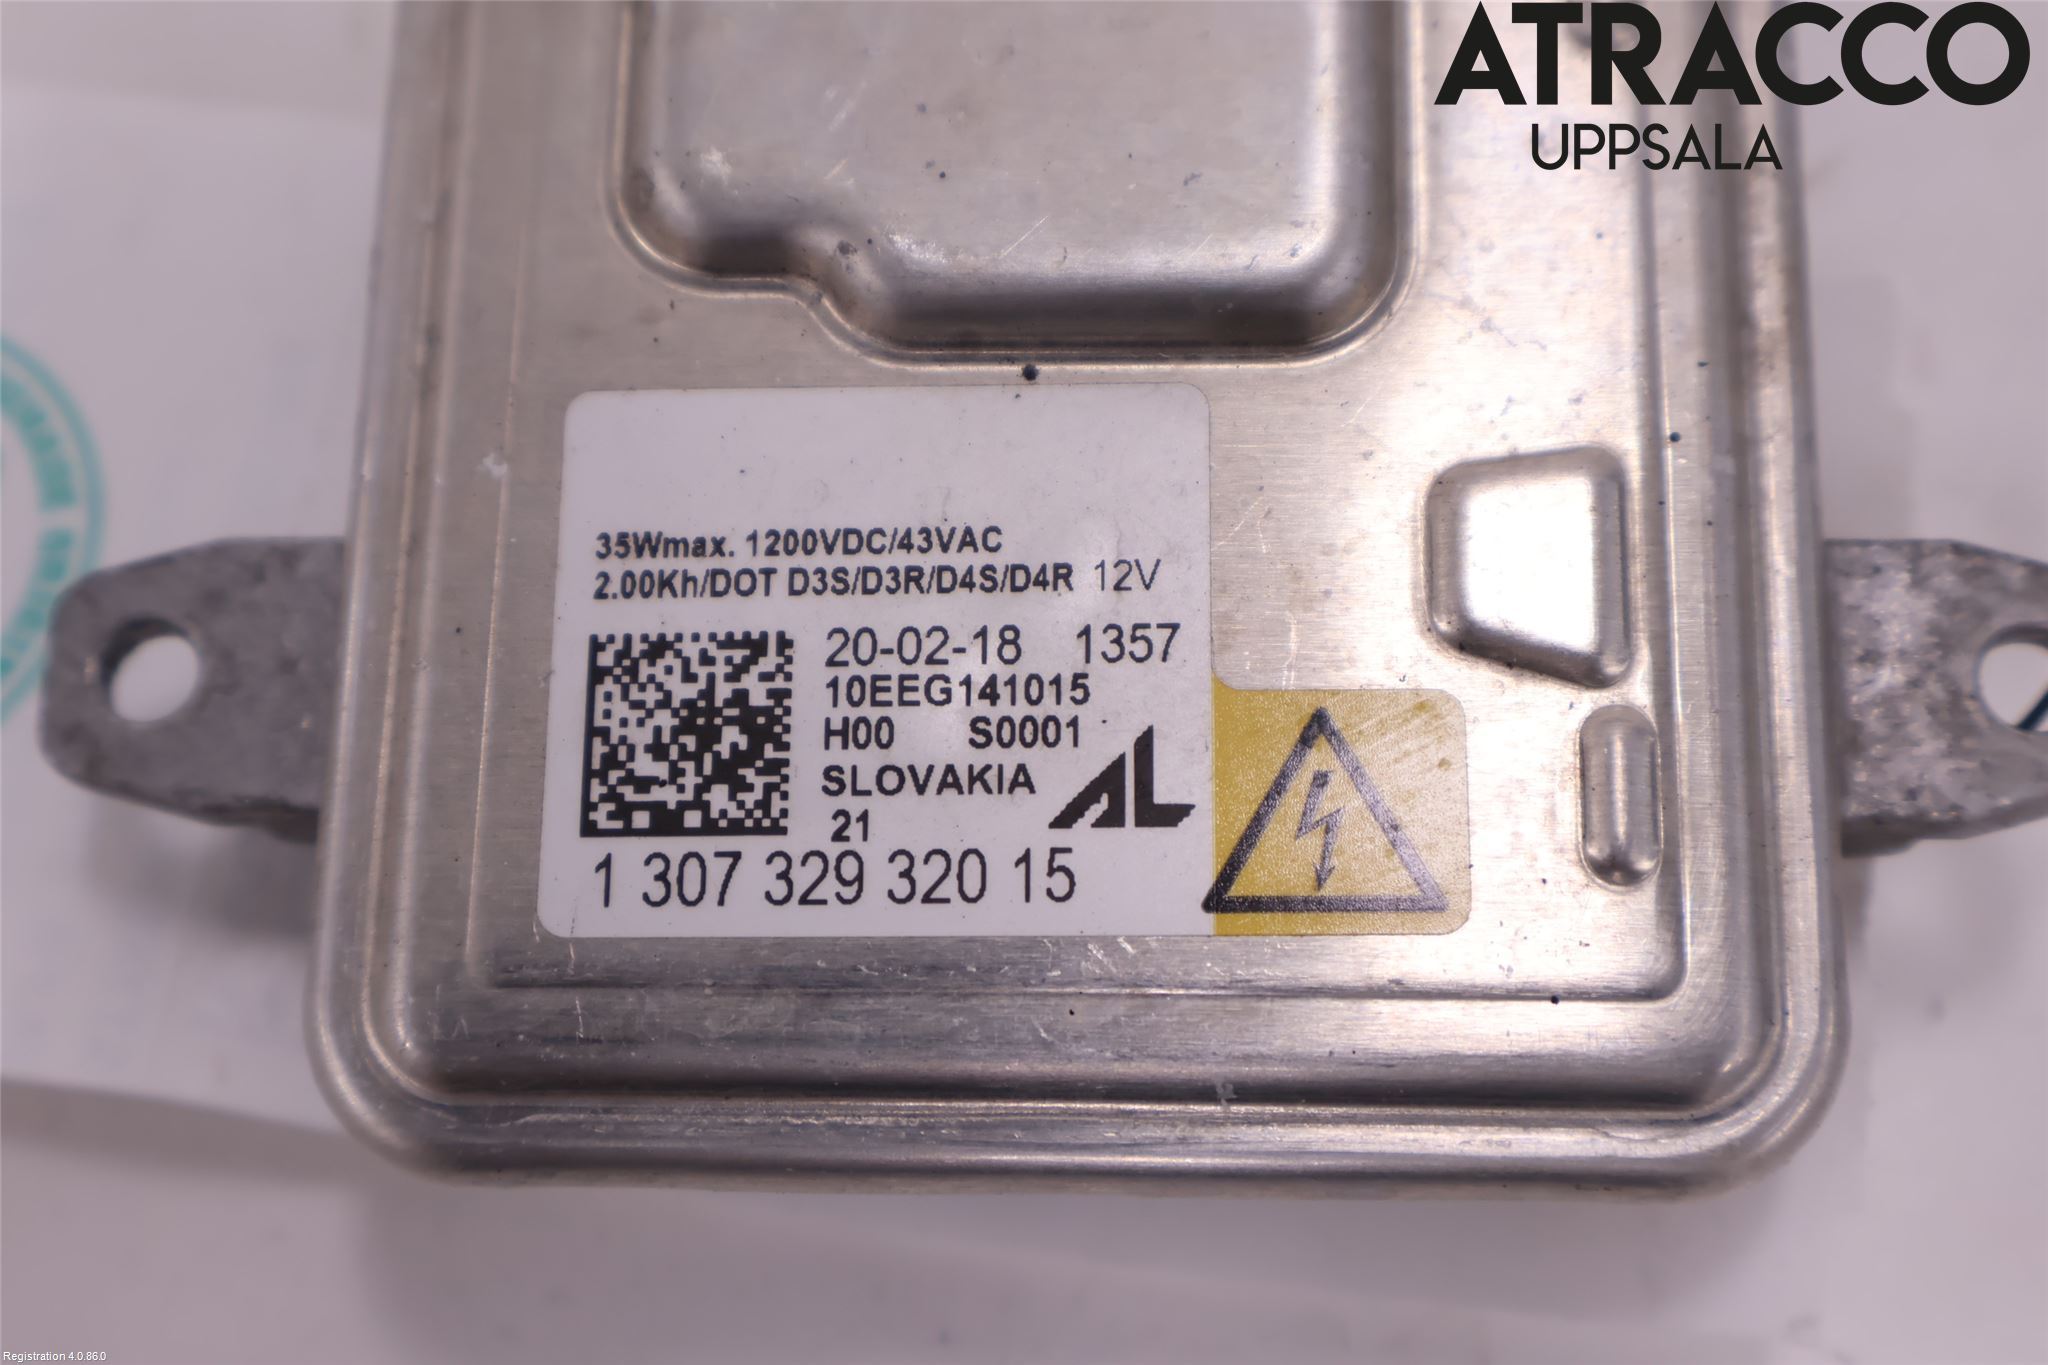 ATRACCO
UPPSALA
35Wmax. 1200VDC/43VAC
2.00Kh/DOT D3S/D3R/D4S/D4R 12V
20-02-18 1357
10EEG141015
H00 S0001
SLOVAKIA
AL
21
1 307 329 320 15
Registration 4.0.86.0